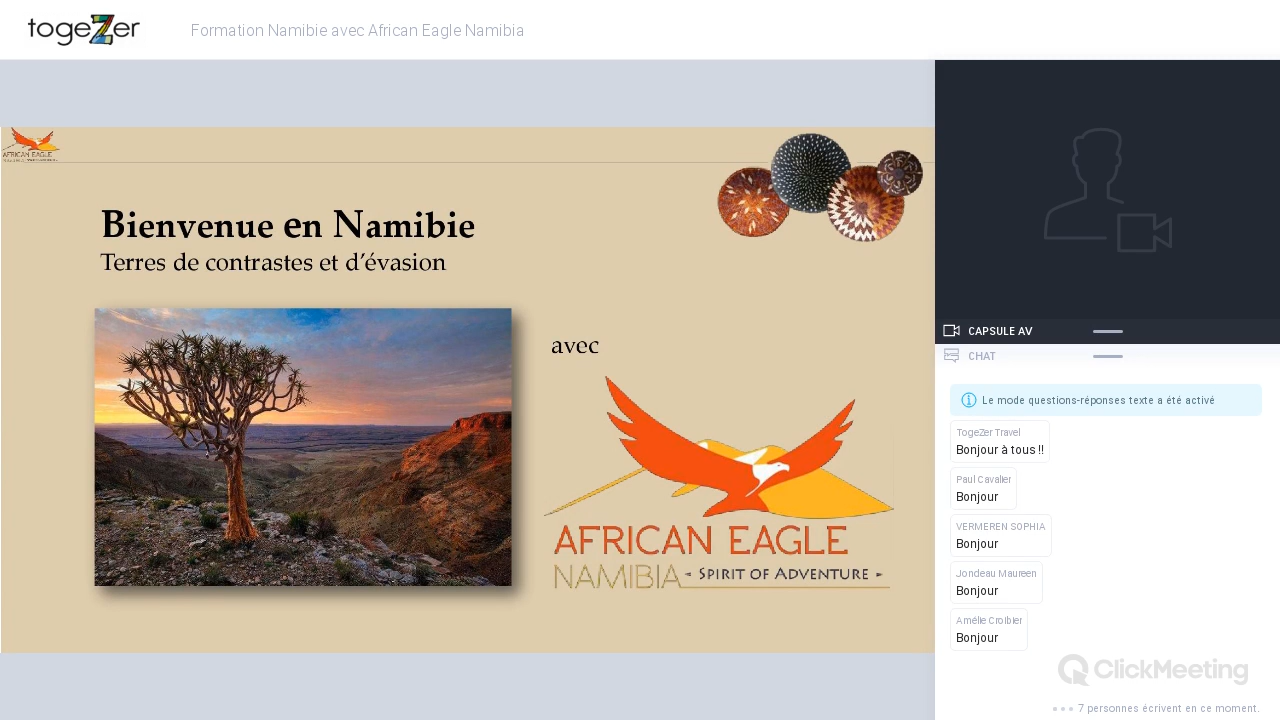 togeZer
Formation Namibie avec African Eagle Namibia
AFRICAN EAGLE
Bienvenue en Namibie
Terres de contrastes et d'évasion
avec
AFRICAN EAGLE
NAMIBIA SPIRIT OF ADVENTURE
CAPSULE AV
CHAT
Le mode questions-réponses texte a été activé
TogeZer Travel
Bonjour à tous !!
Paul Cavalier
Bonjour
VERMEREN SOPHIA
Bonjour
Jondeau Maureen
Bonjour
Amélie Croibier
Bonjour
ClickMeeting
7 personnes écrivent en ce moment.